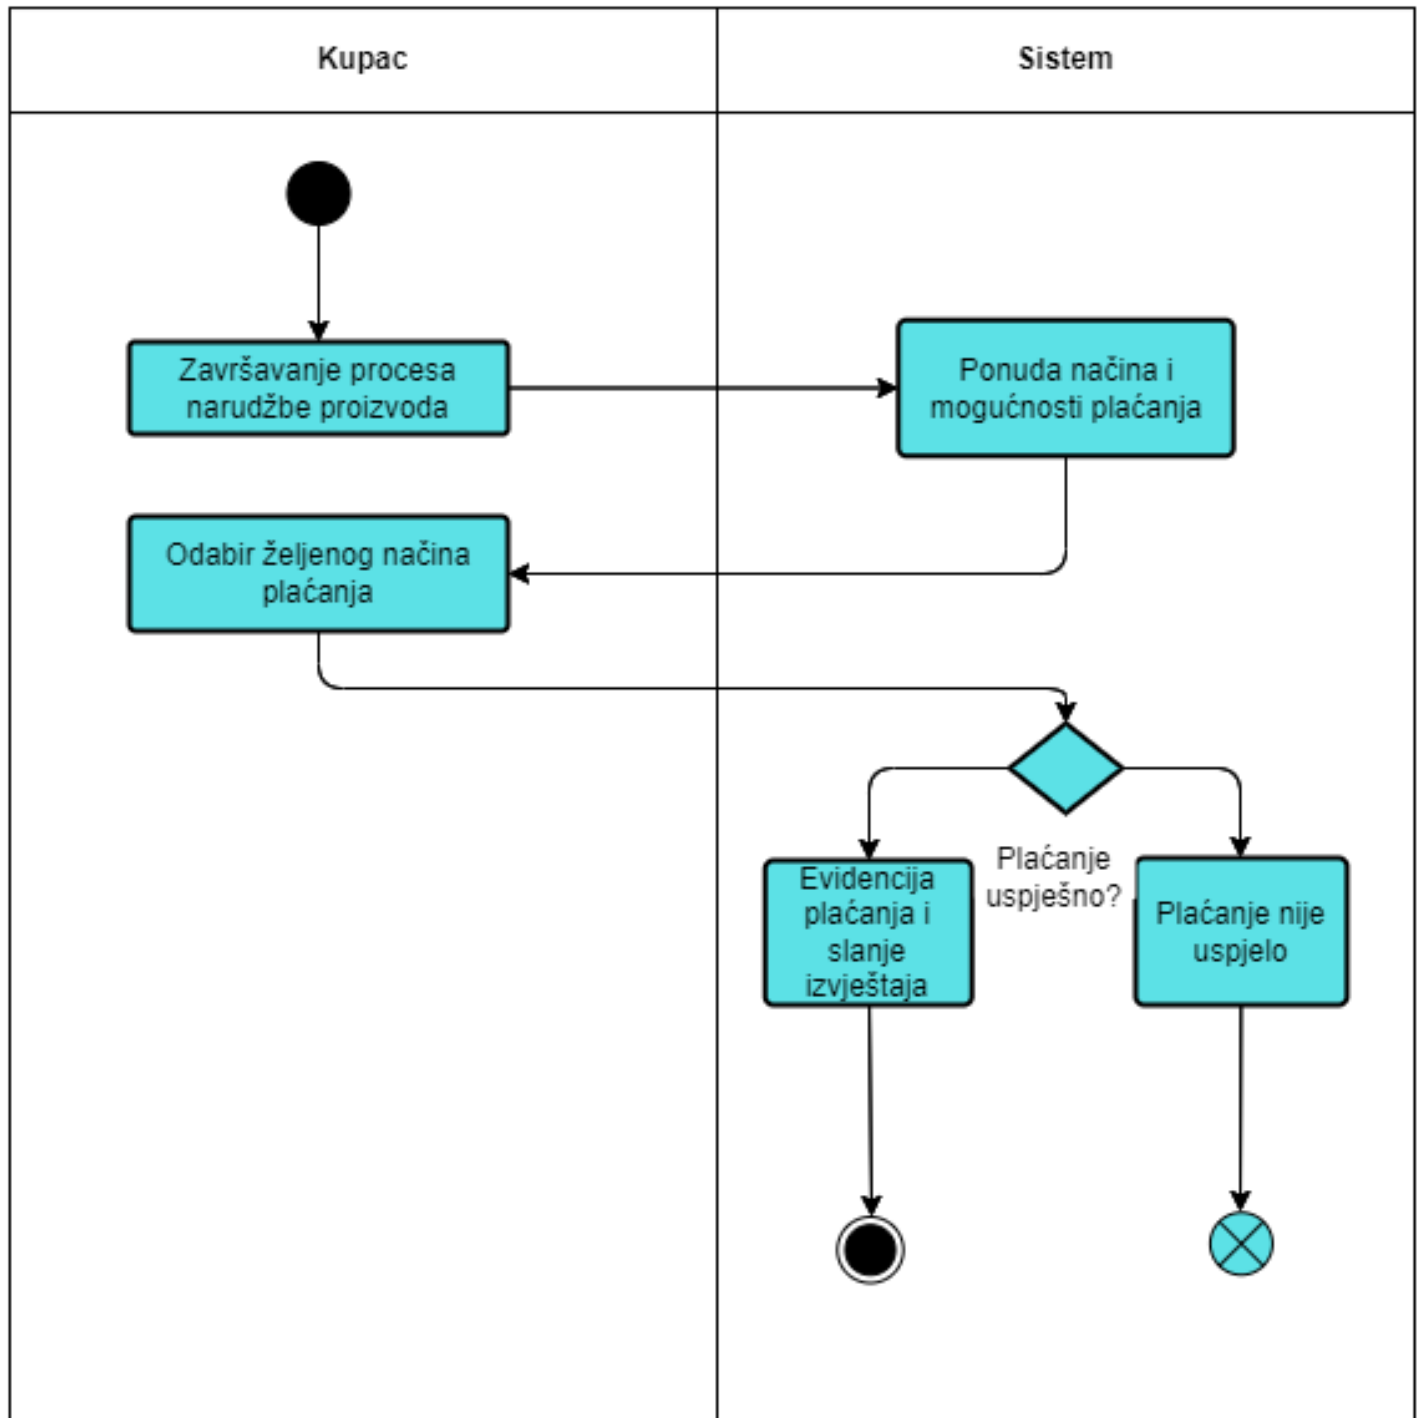 Kupac
Sistem
Završavanje procesa
narudžbe proizvoda
Ponuda načina i
mogućnosti plaćanja
Odabir željenog načina
plaćanja
Plaćanje
uspješno?
Evidencija
plaćanja i
slanje
izvještaja
Plaćanje nije
uspjelo